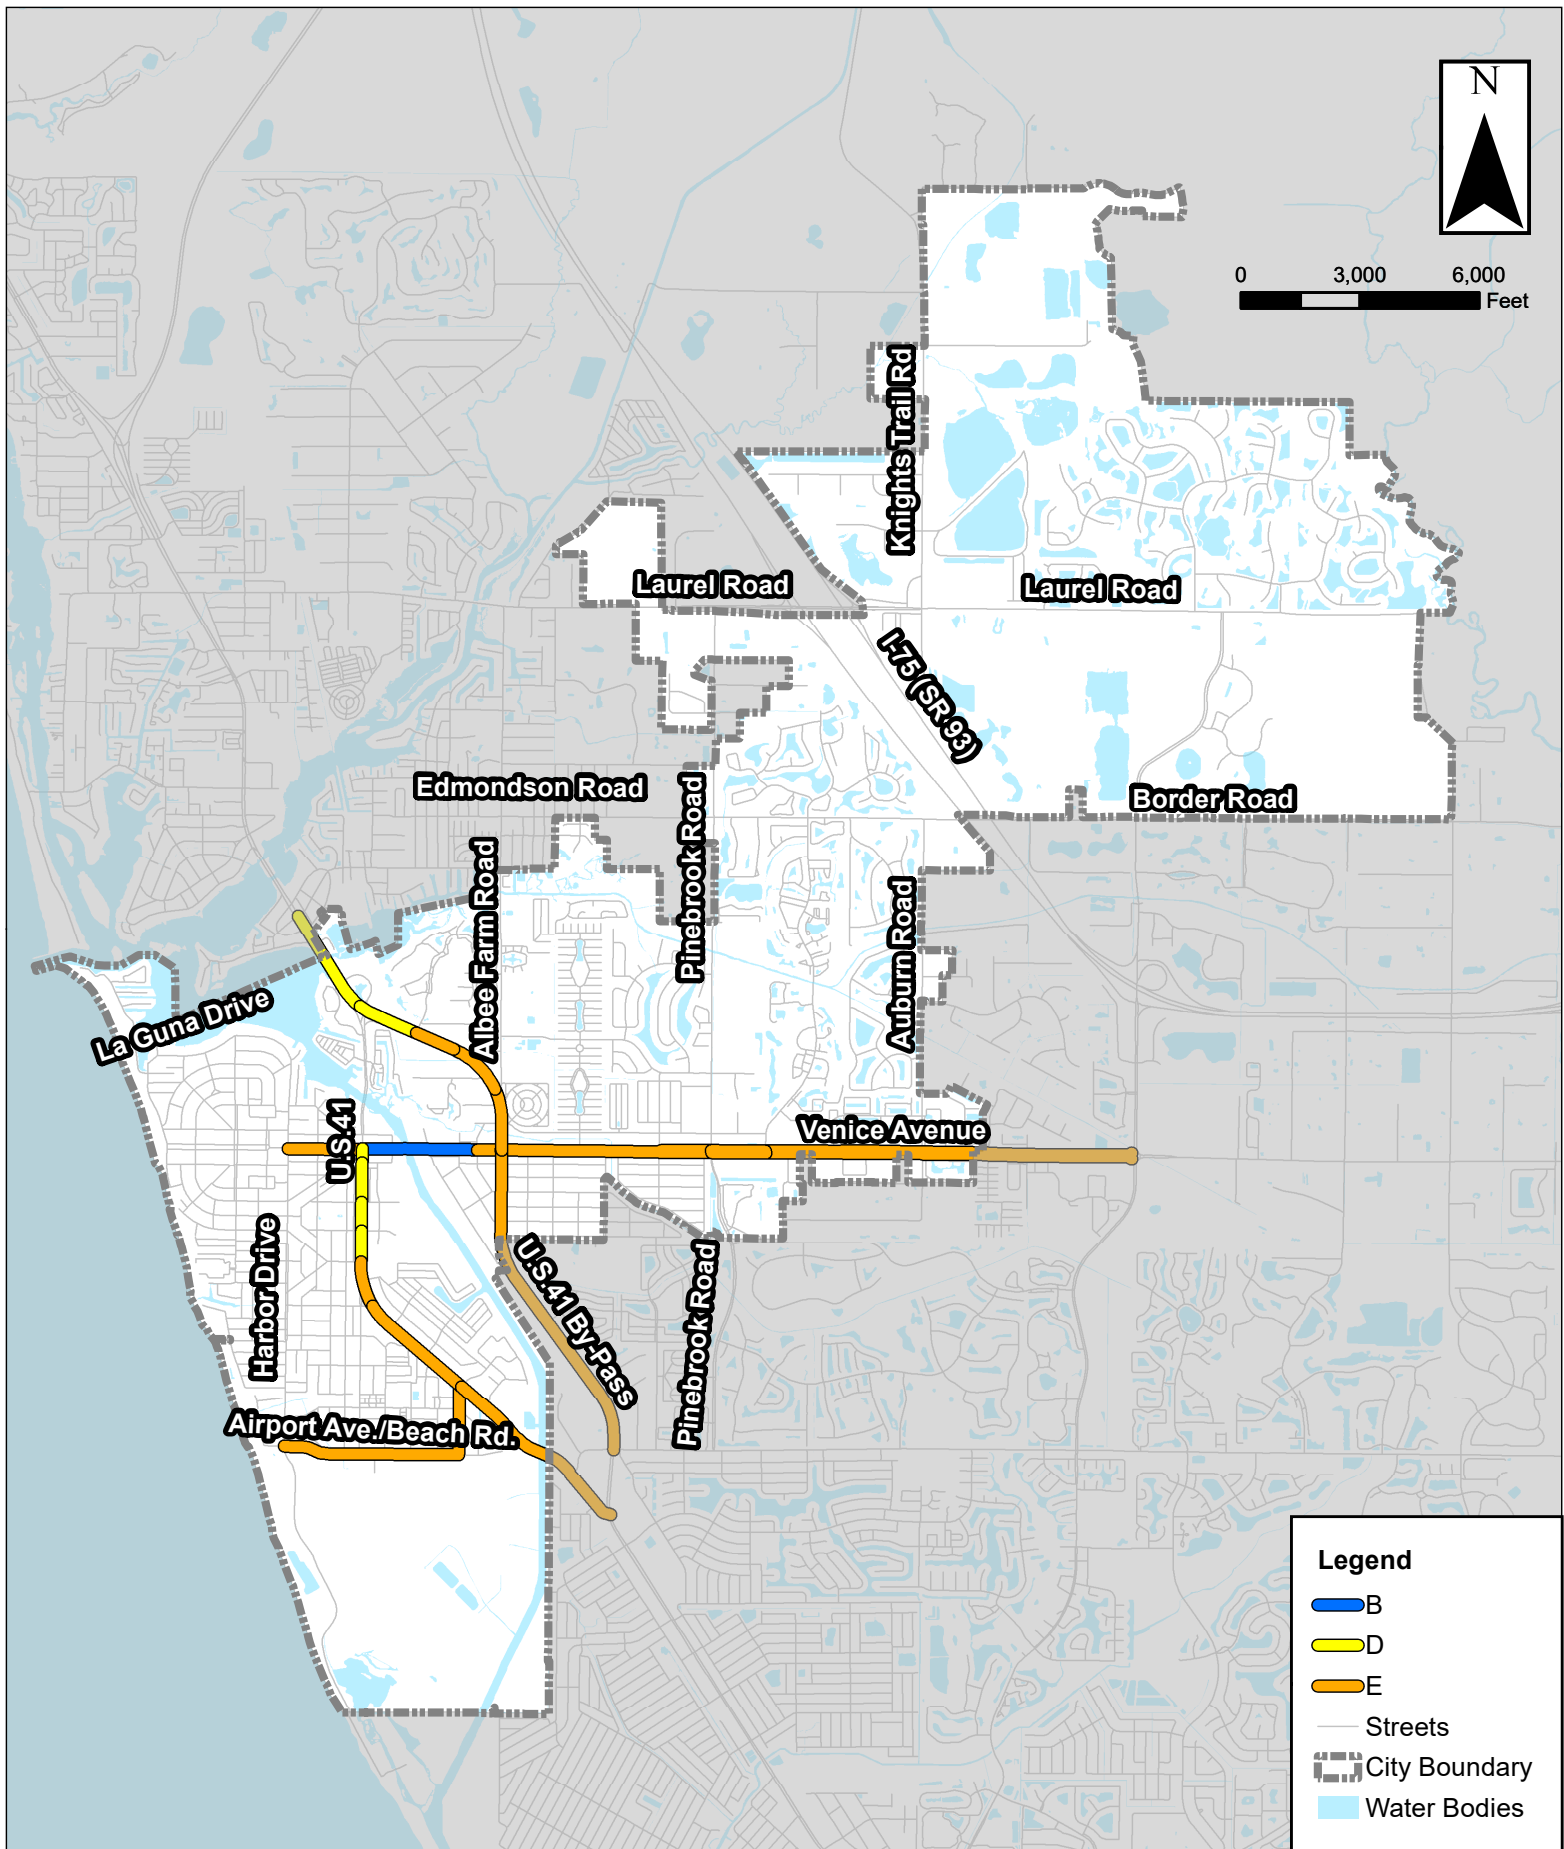 N
0 3,000 6,000
Feet
Knights Trail Rd
Laurel Road
Laurel Road
I-75 (SR 93)
Edmondson Road
Pinebrook Road
Border Road
Albee Farm Road
Auburn Road
La Guna Drive
U.S.41
Venice Avenue
Harbor Drive
U.S.41 By-Pass
Pinebrook Road
Airport Ave./Beach Rd.
Legend
B
D
E
Streets
City Boundary
Water Bodies